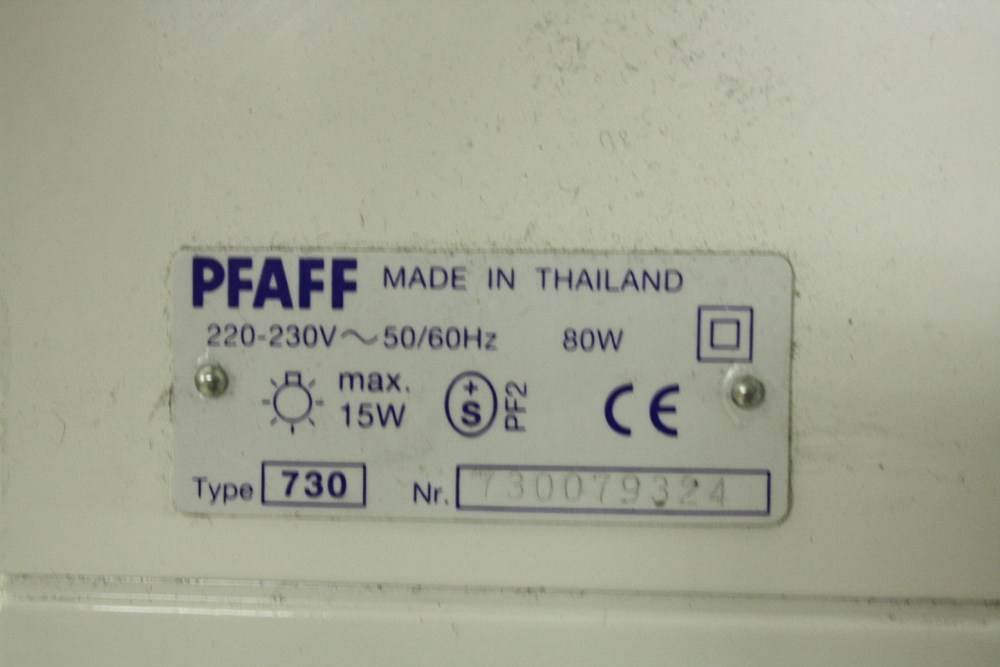 PFAFF MADE IN THAILAND
220-230V~50/60Hz 80W
max.
15W
+
S
PF2
CE
Type 730 Nr. 730079324